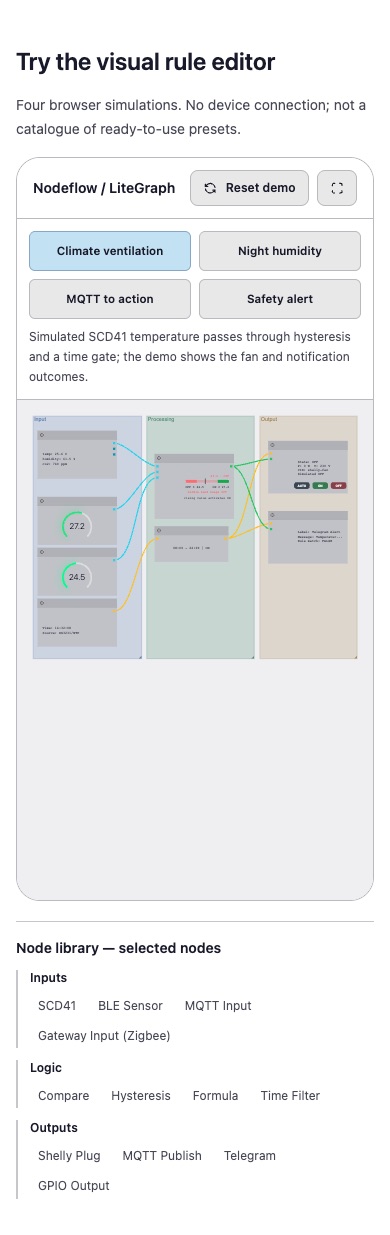 Try the visual rule editor
Four browser simulations. No device connection; not a
catalogue of ready-to-use presets.
Nodeflow / LiteGraph
Reset demo
Climate ventilation
Night humidity
MQTT to action
Safety alert
Simulated SCD41 temperature passes through hysteresis
and a time gate; the demo shows the fan and notification
outcomes.
Input
Processing
Output
27.2
24.5
AUTO
ON
OFF
Node library — selected nodes
Inputs
SCD41 BLE Sensor MQTT Input
Gateway Input (Zigbee)
Logic
Compare Hysteresis Formula Time Filter
Outputs
Shelly Plug MQTT Publish Telegram
GPIO Output